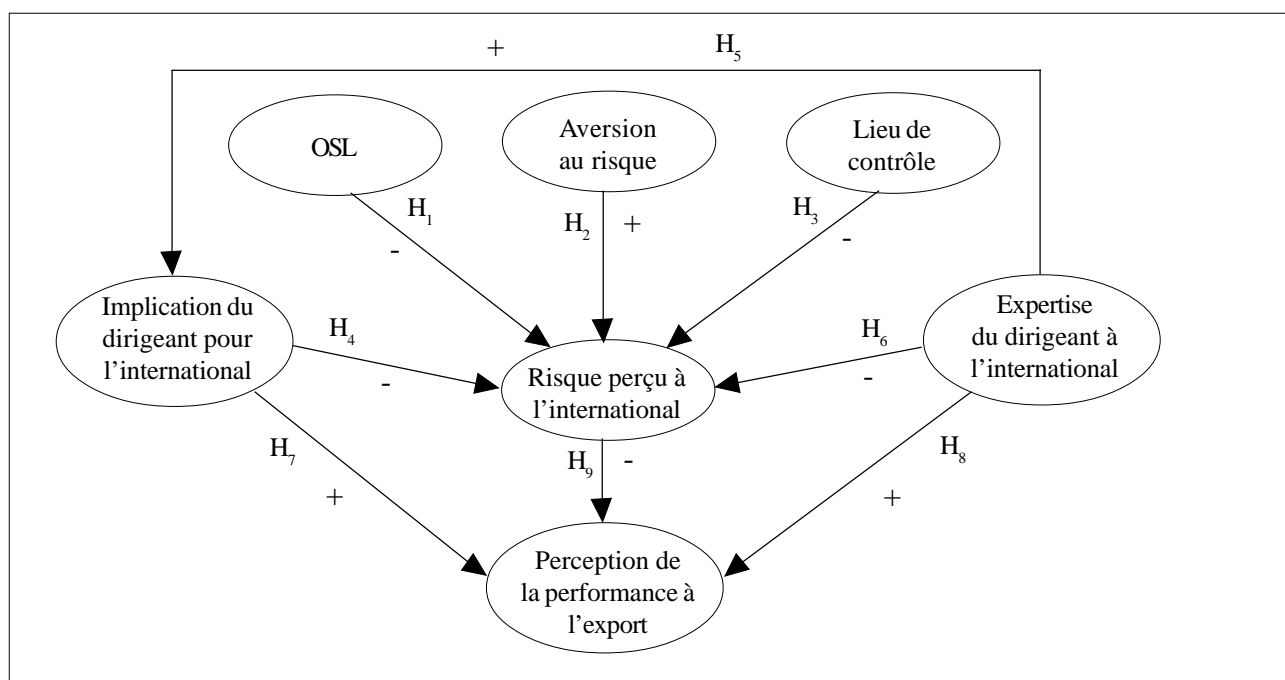 + H₅
OSL
Aversion
au risque
Lieu de
contrôle
H₁
-
H₂ +
H₃
-
Implication du
dirigeant pour
l’international
H₄
-
Risque perçu à
l’international
H₆
-
Expertise
du dirigeant à
l’international
H₇
+
H₉ -
H₈
+
Perception de
la performance à
l’export